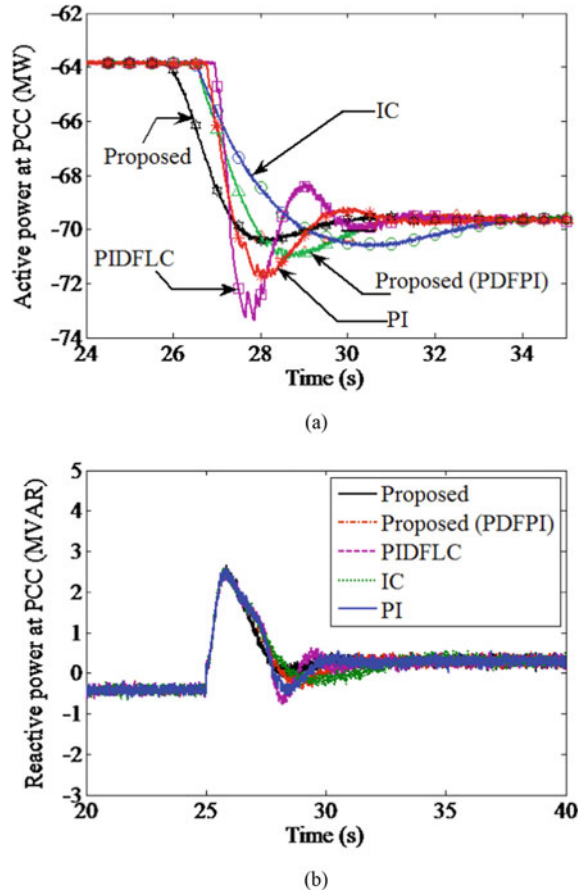 -62
-64
-66
-68
-70
-72
-74
Active power at PCC (MW)
Proposed
IC
PIDFLC
Proposed (PDFPI)
PI
24 26 28 30 32 34
Time (s)
(a)
5
4
3
2
1
0
-1
-2
-3
Reactive power at PCC (MVAR)
Proposed
Proposed (PDFPI)
PIDFLC
IC
PI
20 25 30 35 40
Time (s)
(b)